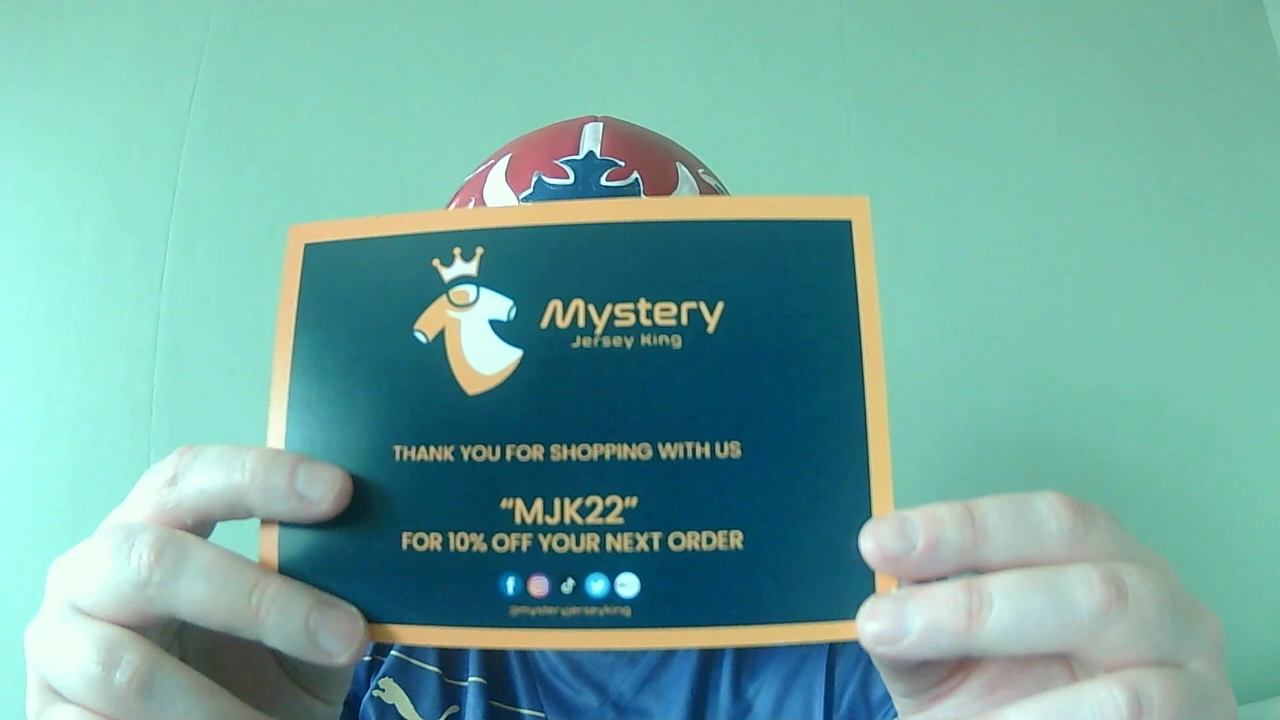 Mystery
Jersey King
THANK YOU FOR SHOPPING WITH US
“MJK22”
FOR 10% OFF YOUR NEXT ORDER
@mysteryjerseyking